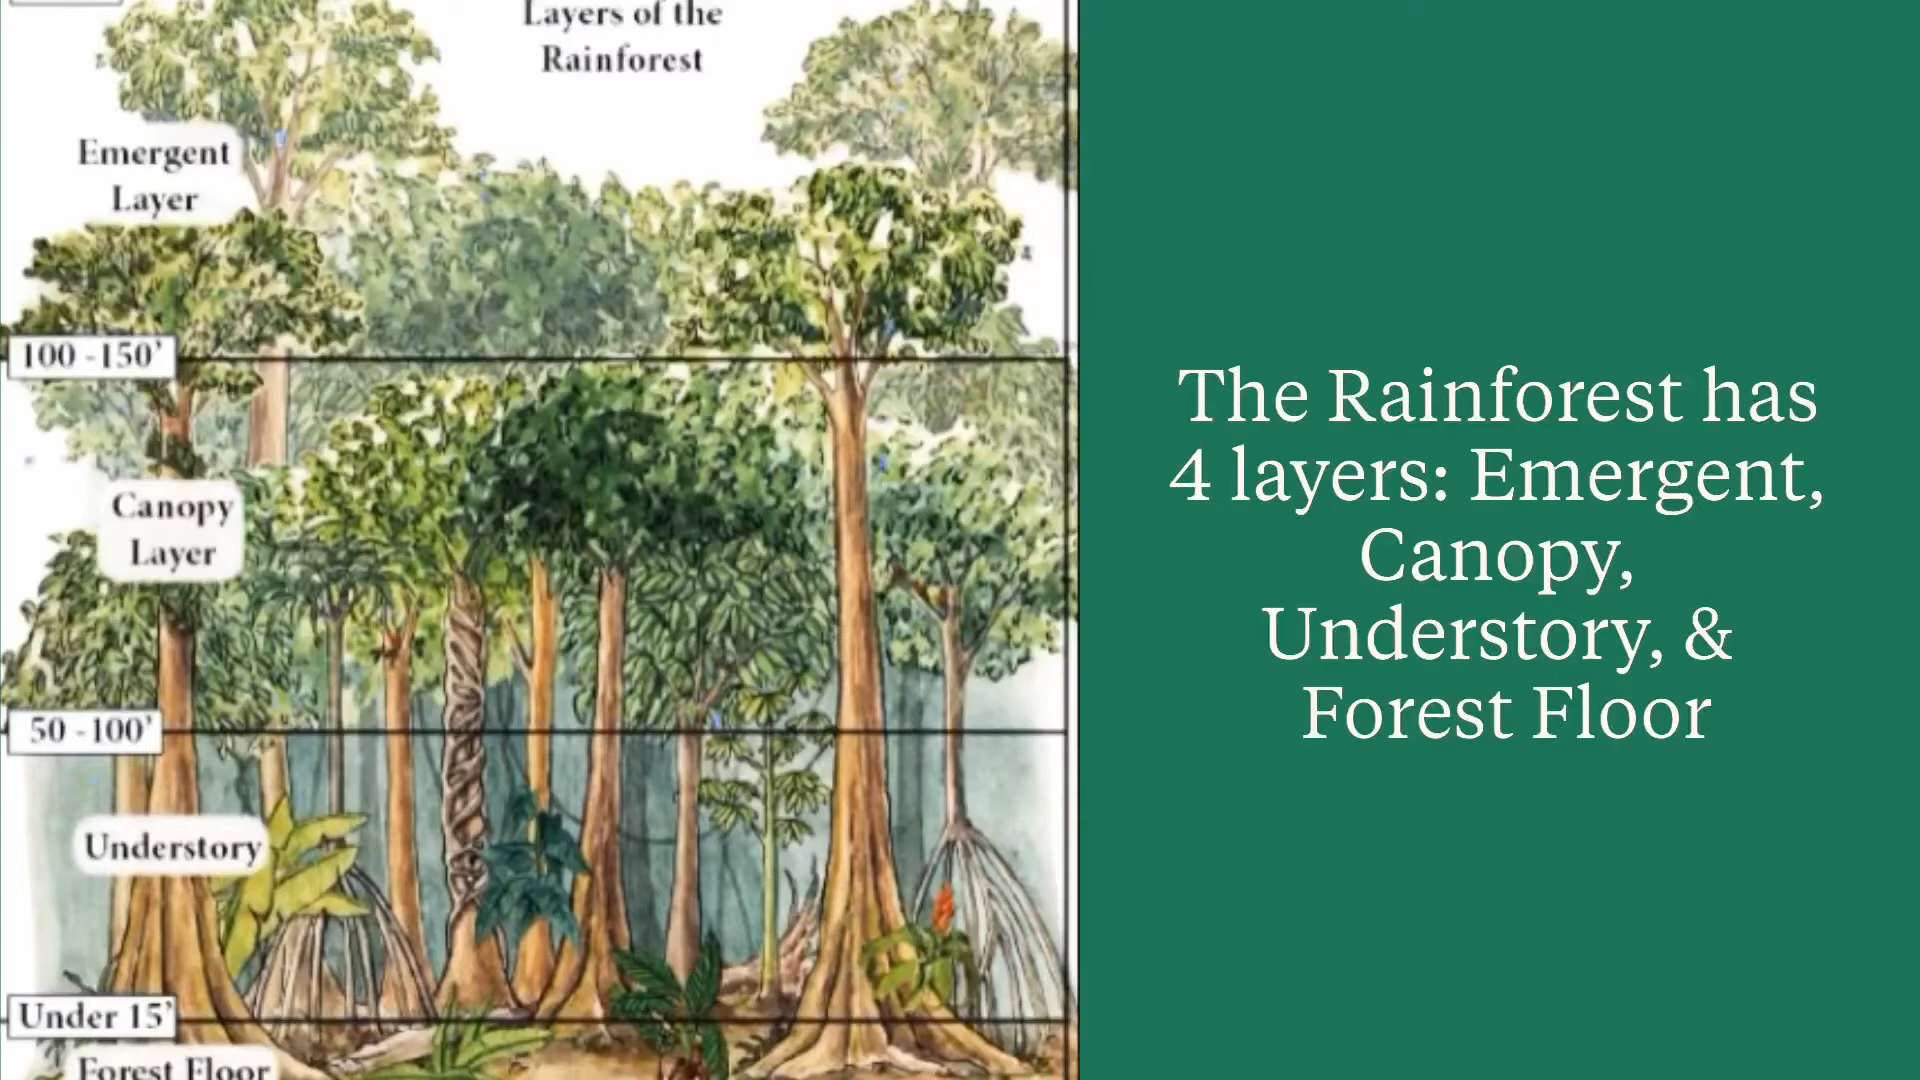 Layers of the
Rainforest
Emergent
Layer
100 -150'
Canopy
Layer
50 -100'
Understory
Under 15'
Forest Floor
The Rainforest has
4 layers: Emergent,
Canopy,
Understory, &
Forest Floor